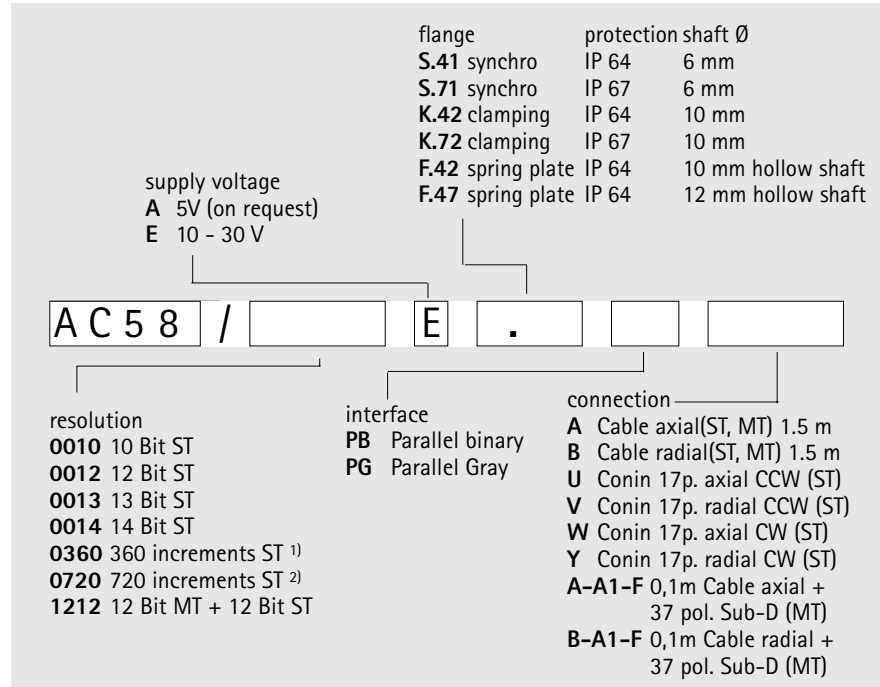 flange protection shaft Ø
S.41 synchro IP 64 6 mm
S.71 synchro IP 67 6 mm
K.42 clamping IP 64 10 mm
K.72 clamping IP 67 10 mm
F.42 spring plate IP 64 10 mm hollow shaft
F.47 spring plate IP 64 12 mm hollow shaft
supply voltage
A 5V (on request)
E 10 - 30 V
AC58 / E .
resolution
0010 10 Bit ST
0012 12 Bit ST
0013 13 Bit ST
0014 14 Bit ST
0360 360 increments ST 1)
0720 720 increments ST 2)
1212 12 Bit MT + 12 Bit ST
interface
PB Parallel binary
PG Parallel Gray
connection
A Cable axial(ST, MT) 1.5 m
B Cable radial(ST, MT) 1.5 m
U Conin 17p. axial CCW (ST)
V Conin 17p. radial CCW (ST)
W Conin 17p. axial CW (ST)
Y Conin 17p. radial CW (ST)
A-A1-F 0,1m Cable axial +
37 pol. Sub-D (MT)
B-A1-F 0,1m Cable radial +
37 pol. Sub-D (MT)